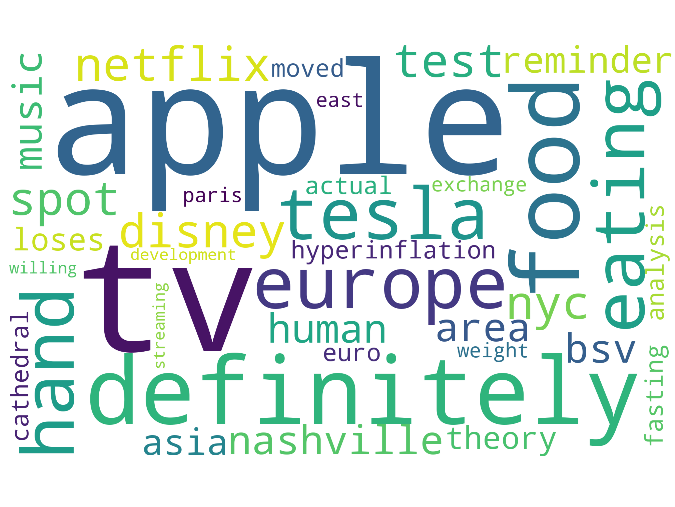 netflix
moved
test
reminder
music
apple
east
food
eating
paris
actual
exchange
spot
disney
tesla
loses
development
hyperinflation
willing
tv
europe
nyc
analysis
streaming
human
area
bsv
cathedral
hand
euro
weight
definitely
fasting
asia
nashville
theory